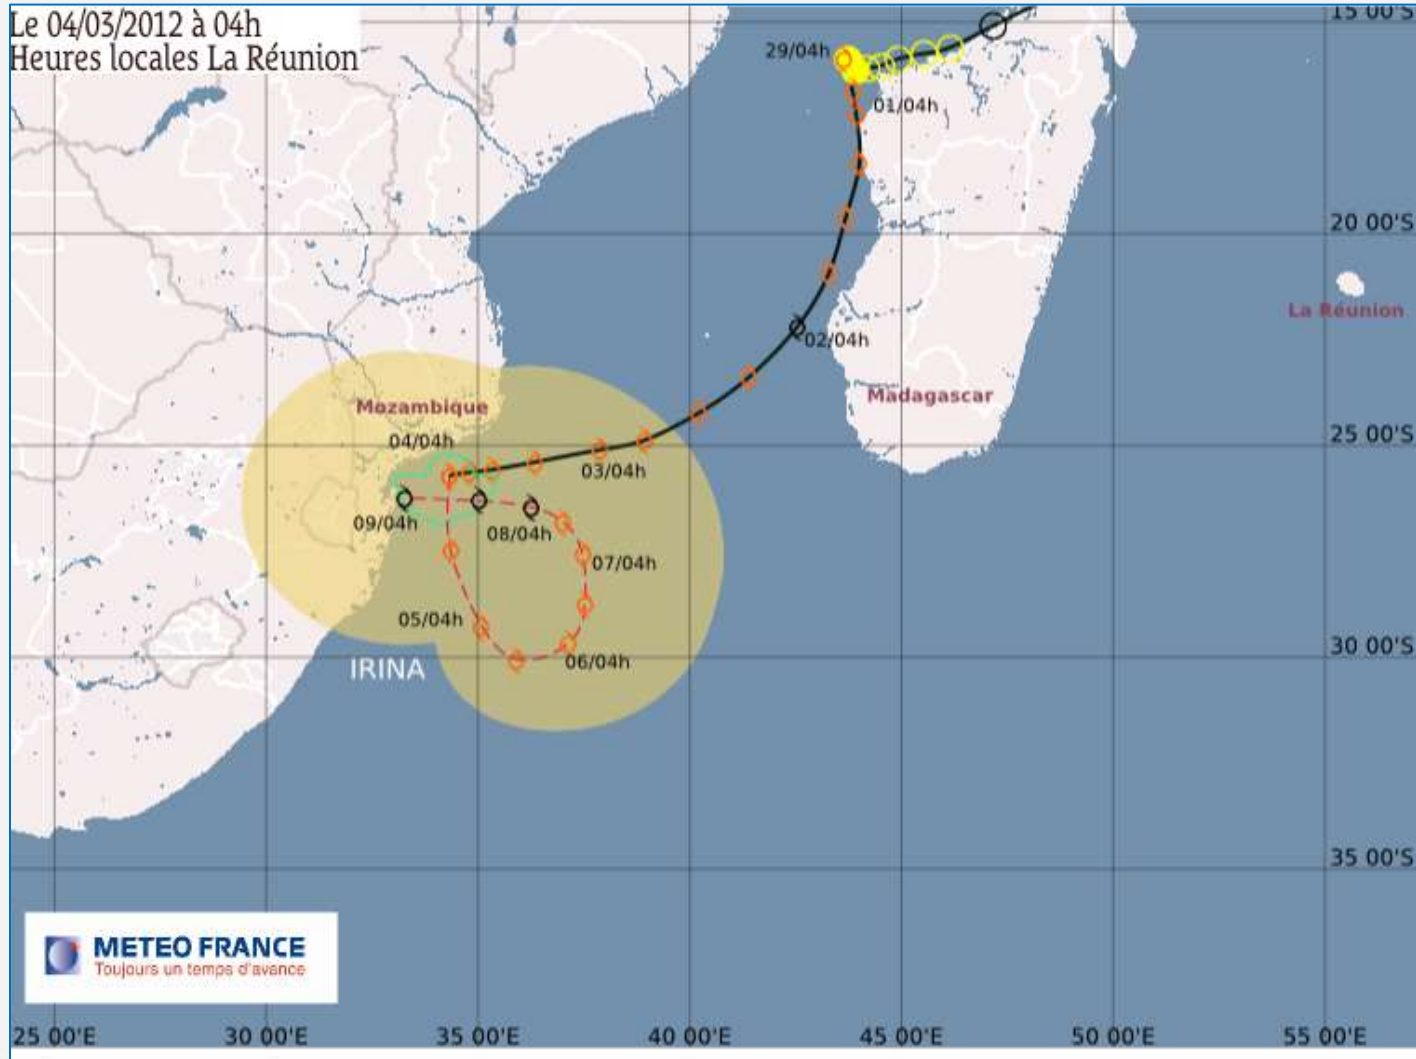 Le 04/03/2012 à 04h
Heures locales La Réunion
15 00'S
29/04h
01/04h
20 00'S
La Réunion
02/04h
Madagascar
Mozambique
04/04h
25 00'S
03/04h
09/04h
08/04h
07/04h
05/04h
30 00'S
06/04h
IRINA
35 00'S
METEO FRANCE
Toujours un temps d'avance
25 00'E 30 00'E 35 00'E 40 00'E 45 00'E 50 00'E 55 00'E